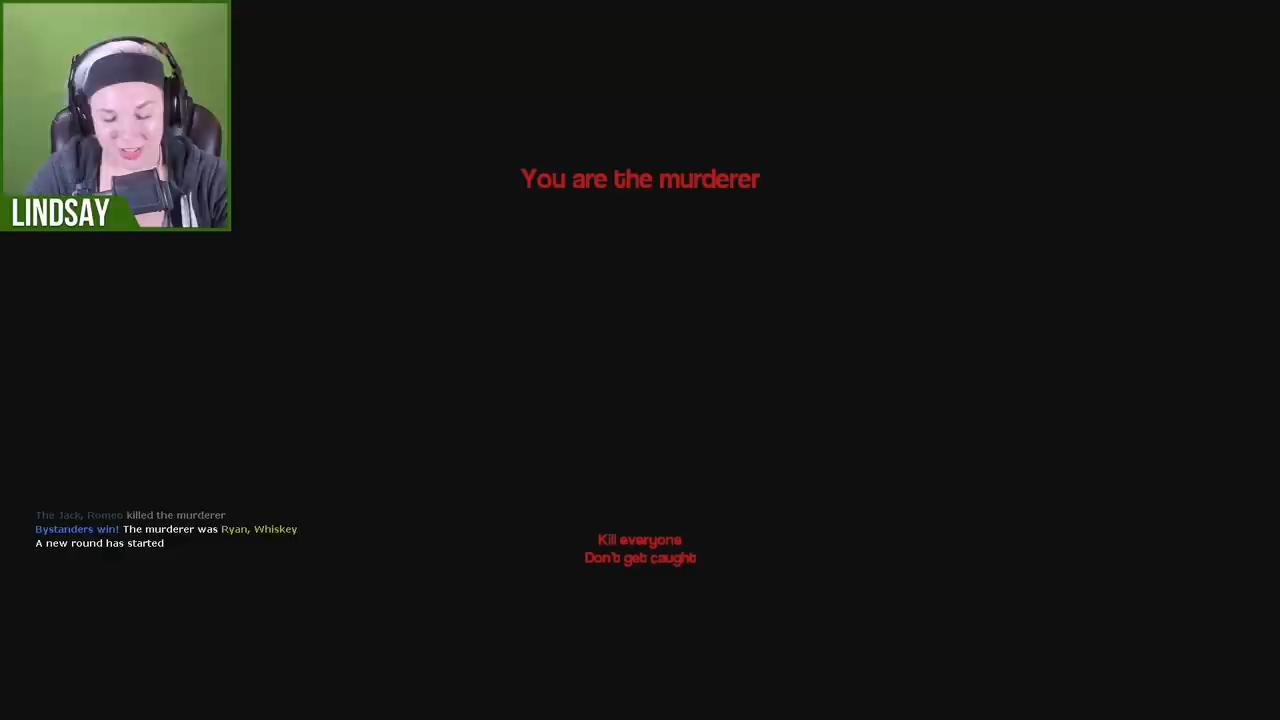 LINDSAY
You are the murderer
The Jack, Romeo killed the murderer
Bystanders win! The murderer was Ryan, Whiskey
A new round has started
Kill everyone
Don't get caught